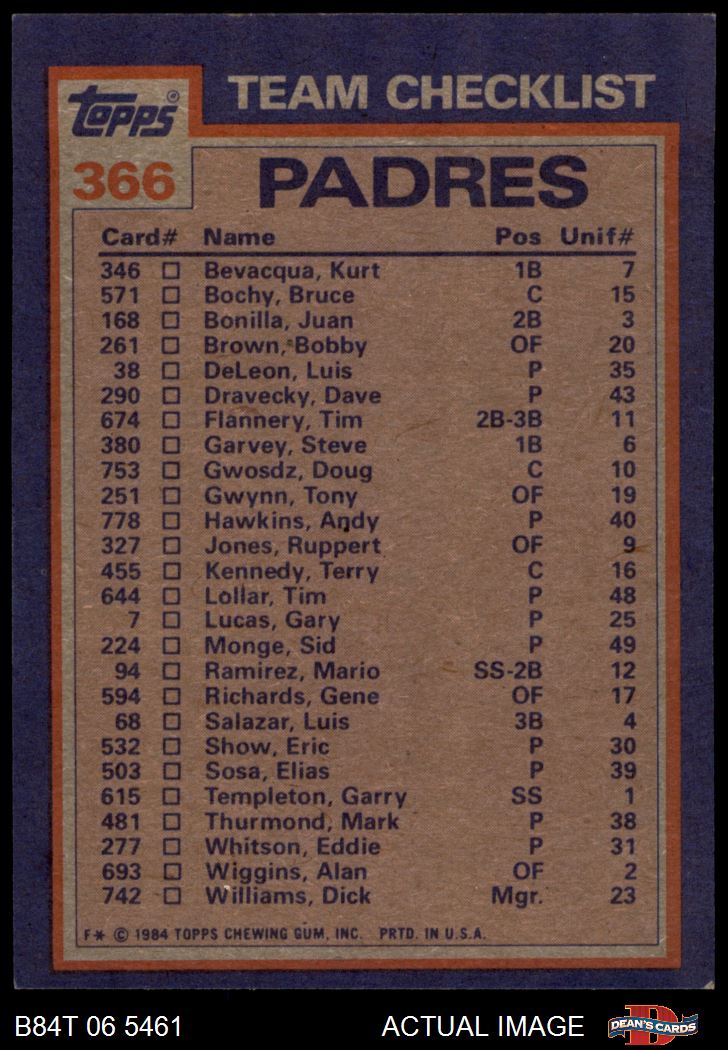 TEAM CHECKLIST
Topps®
366 PADRES
Card# Name Pos Unif#
346 Bevacqua, Kurt 1B 7
571 Bochy, Bruce C 15
168 Bonilla, Juan 2B 3
261 Brown, Bobby OF 20
38 DeLeon, Luis P 35
290 Dravecky, Dave P 43
674 Flannery, Tim 2B-3B 11
380 Garvey, Steve 1B 6
753 Gwosdz, Doug C 10
251 Gwynn, Tony OF 19
778 Hawkins, Andy P 40
327 Jones, Ruppert OF 9
455 Kennedy, Terry C 16
644 Lollar, Tim P 48
7 Lucas, Gary P 25
224 Monge, Sid P 49
94 Ramirez, Mario SS-2B 12
594 Richards, Gene OF 17
68 Salazar, Luis 3B 4
532 Show, Eric P 30
503 Sosa, Elias P 39
615 Templeton, Garry SS 1
481 Thurmond, Mark P 38
277 Whitson, Eddie P 31
693 Wiggins, Alan OF 2
742 Williams, Dick Mgr. 23
F* © 1984 TOPPS CHEWING GUM, INC. PRTD. IN U.S.A.
B84T 06 5461 ACTUAL IMAGE D DEAN'S CARDS